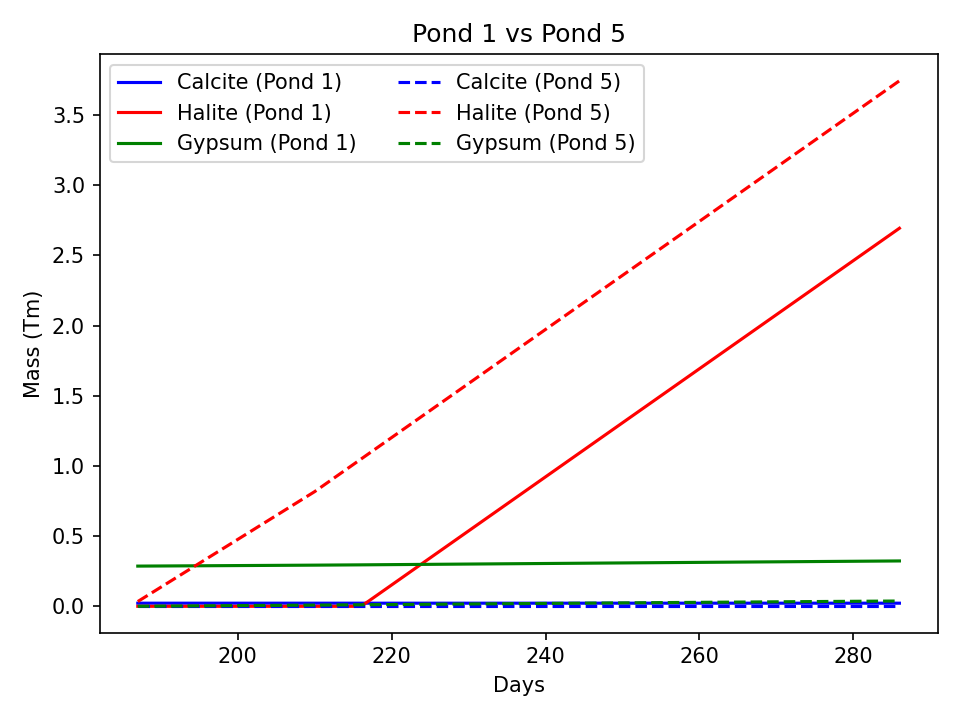 Pond 1 vs Pond 5
Calcite (Pond 1)
Halite (Pond 1)
Gypsum (Pond 1)
Calcite (Pond 5)
Halite (Pond 5)
Gypsum (Pond 5)
Mass (Tm)
3.5
3.0
2.5
2.0
1.5
1.0
0.5
0.0
200 220 240 260 280
Days